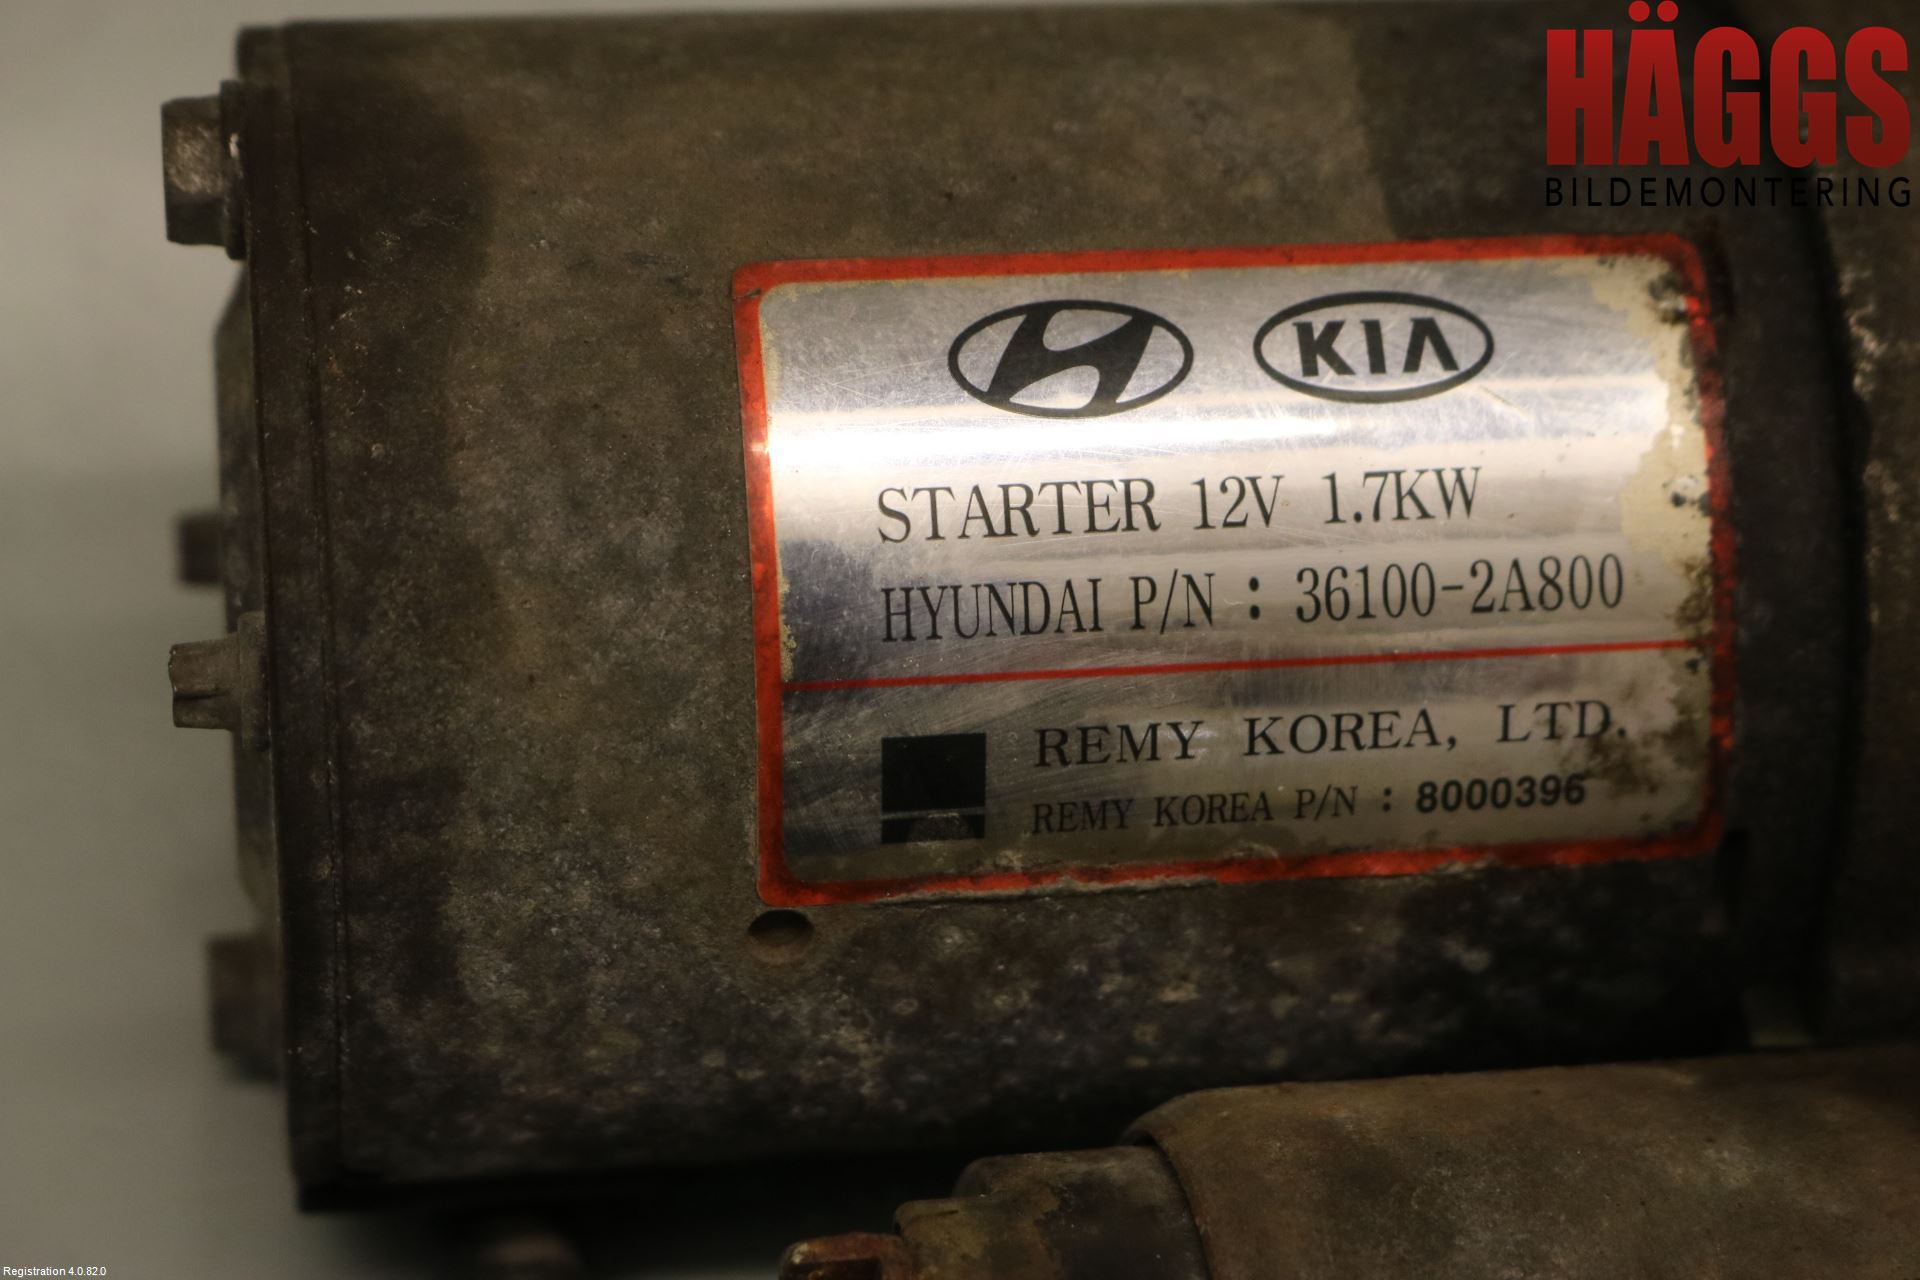 HÄGGS
BILDEMONTERING
KIA
STARTER 12V 1.7KW
HYUNDAI P/N : 36100-2A800
REMY KOREA, LTD.
REMY KOREA P/N : 8000396
Registration 4.0.82.0